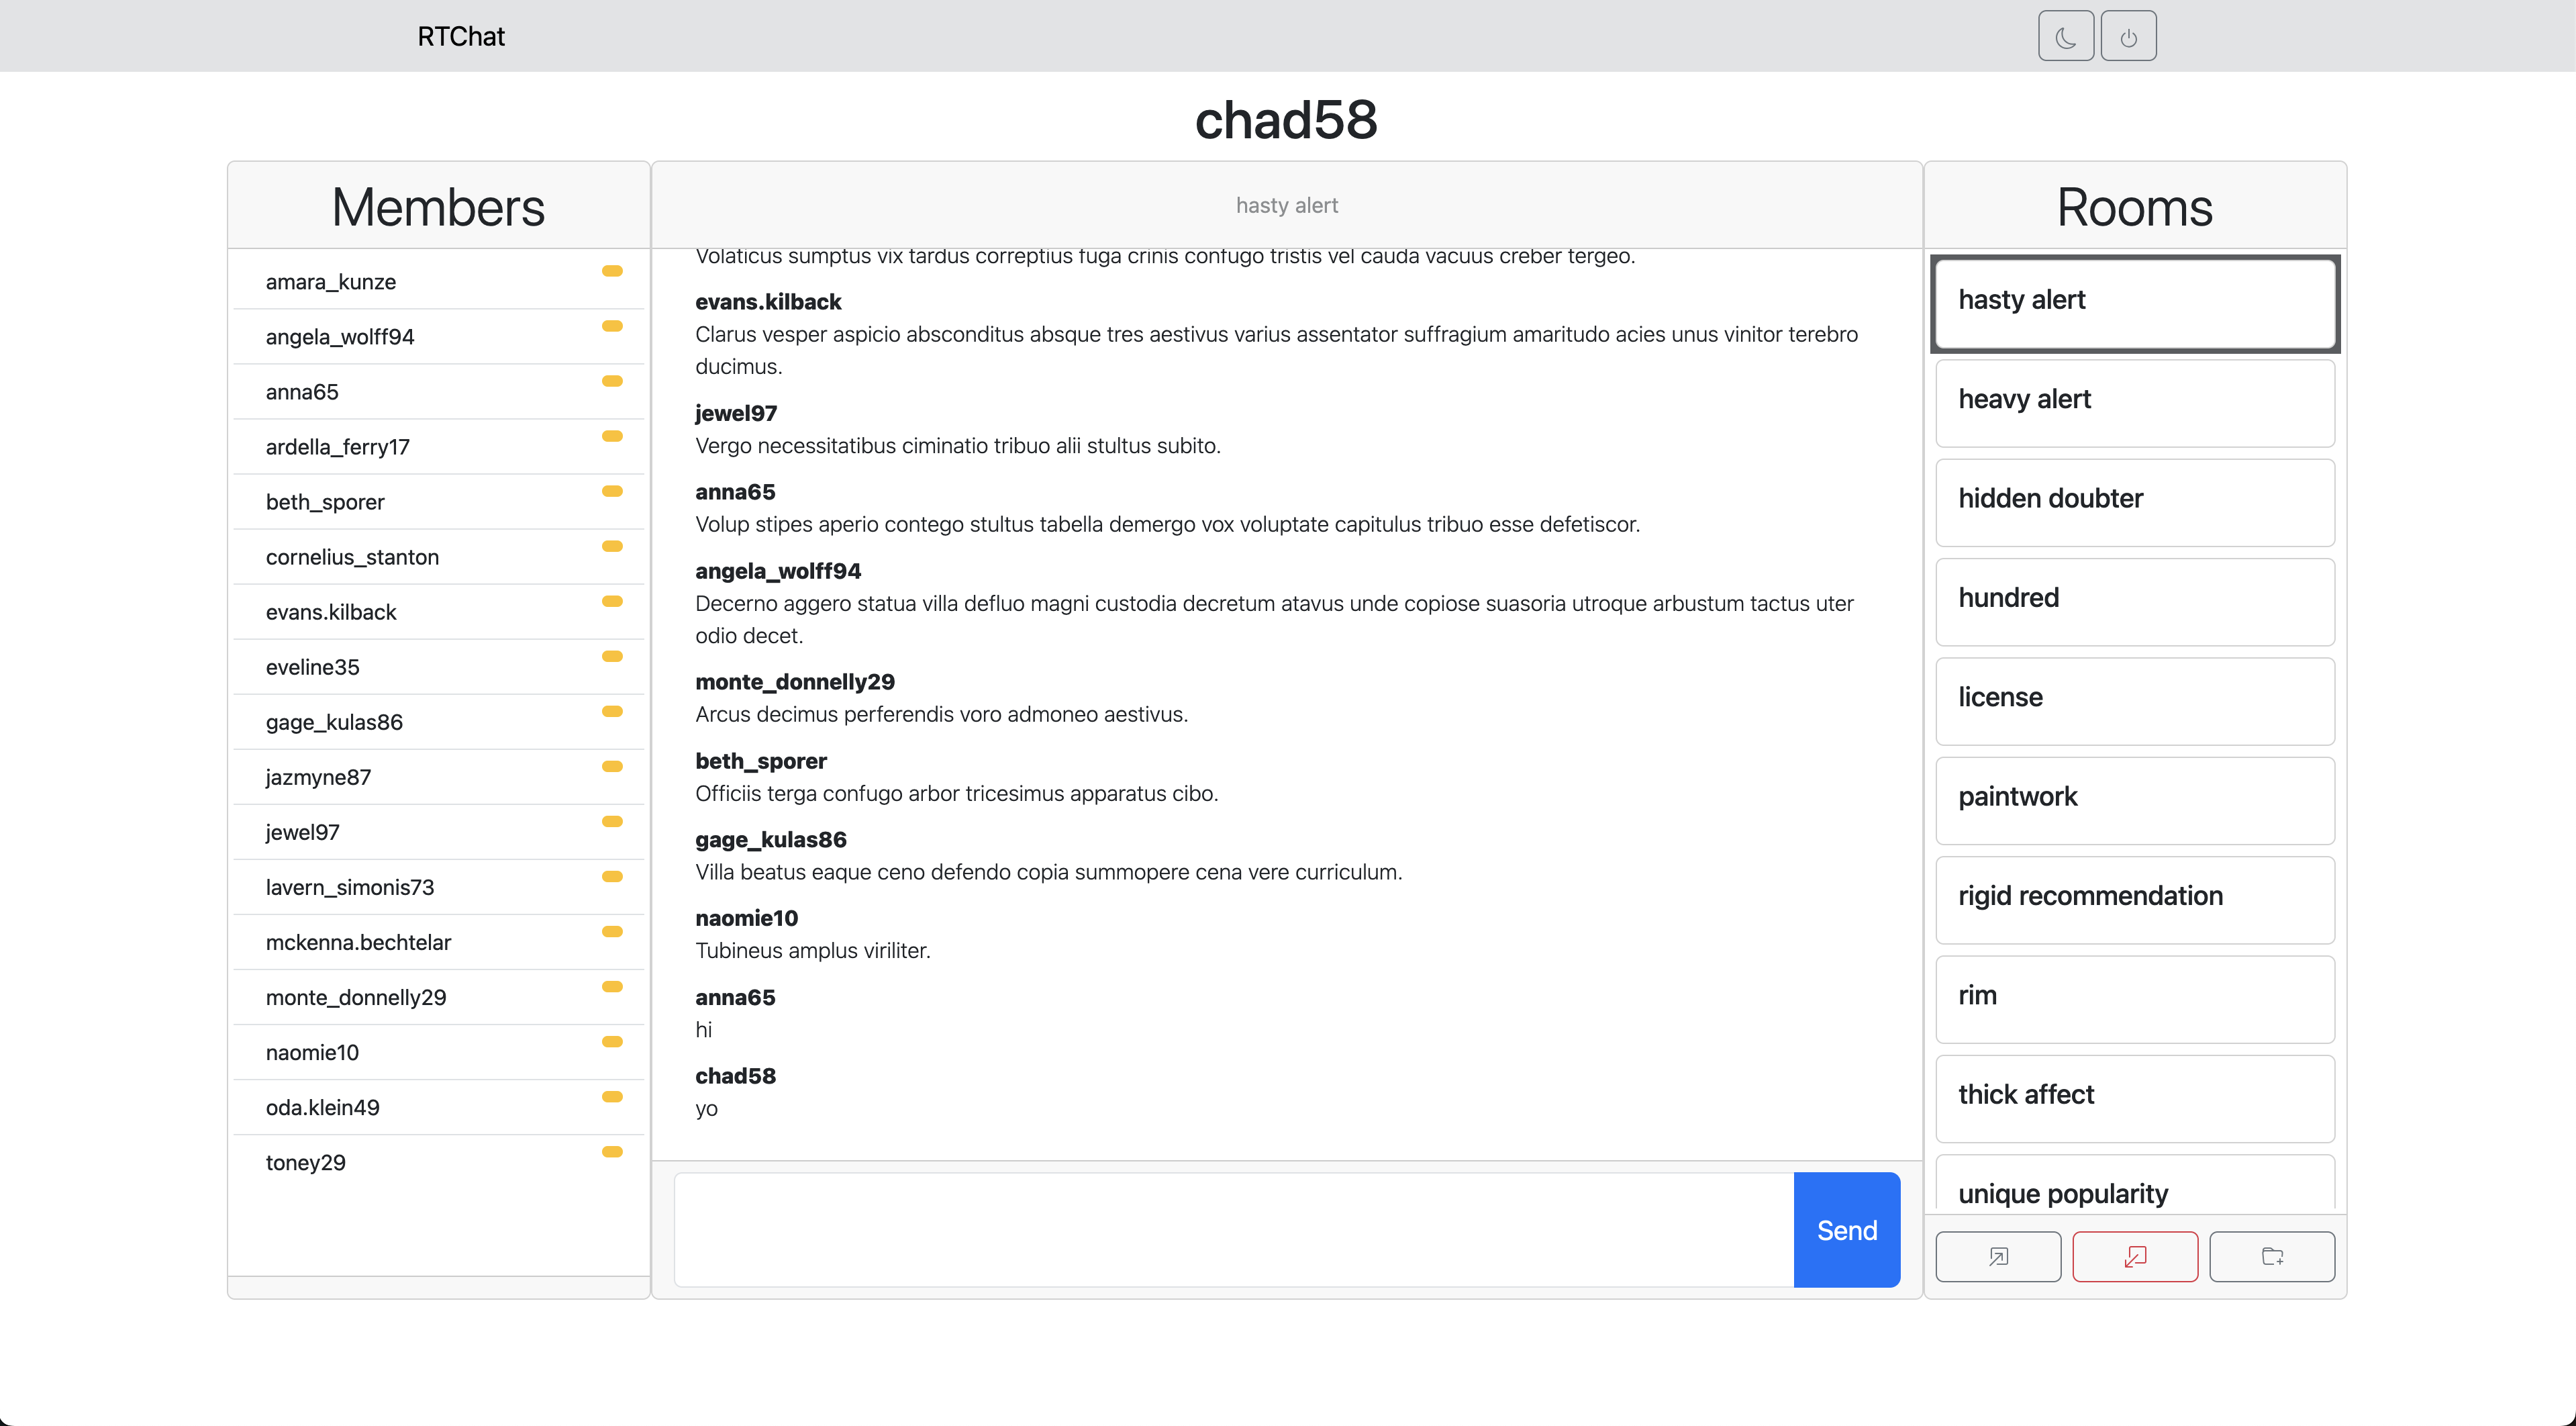 RTChat
chad58
Members
amara_kunze
angela_wolff94
anna65
ardella_ferry17
beth_sporer
cornelius_stanton
evans.kilback
eveline35
gage_kulas86
jazmyne87
jewel97
lavern_simonis73
mckenna.bechtelar
monte_donnelly29
naomie10
oda.klein49
toney29
hasty alert
Volaticus sumptus vix tardus correptius fuga crinis confugo tristis vel cauda vacuus creber tergeo.
evans.kilback
Clarus vesper aspicio absconditus absque tres aestivus varius assentator suffragium amaritudo acies unus vinitor terebro
ducimus.
jewel97
Vergo necessitatibus ciminatio tribuo alii stultus subito.
anna65
Volup stipes aperio contego stultus tabella demergo vox voluptate capitulus tribuo esse defetiscor.
angela_wolff94
Decerno aggero statua villa defluo magni custodia decretum atavus unde copiose suasoria utroque arbustum tactus uter
odio decet.
monte_donnelly29
Arcus decimus perferendis voro admoneo aestivus.
beth_sporer
Officiis terga confugo arbor tricesimus apparatus cibo.
gage_kulas86
Villa beatus eaque ceno defendo copia summopere cena vere curriculum.
naomie10
Tubineus amplus viriliter.
anna65
hi
chad58
yo
Send
Rooms
hasty alert
heavy alert
hidden doubter
hundred
license
paintwork
rigid recommendation
rim
thick affect
unique popularity